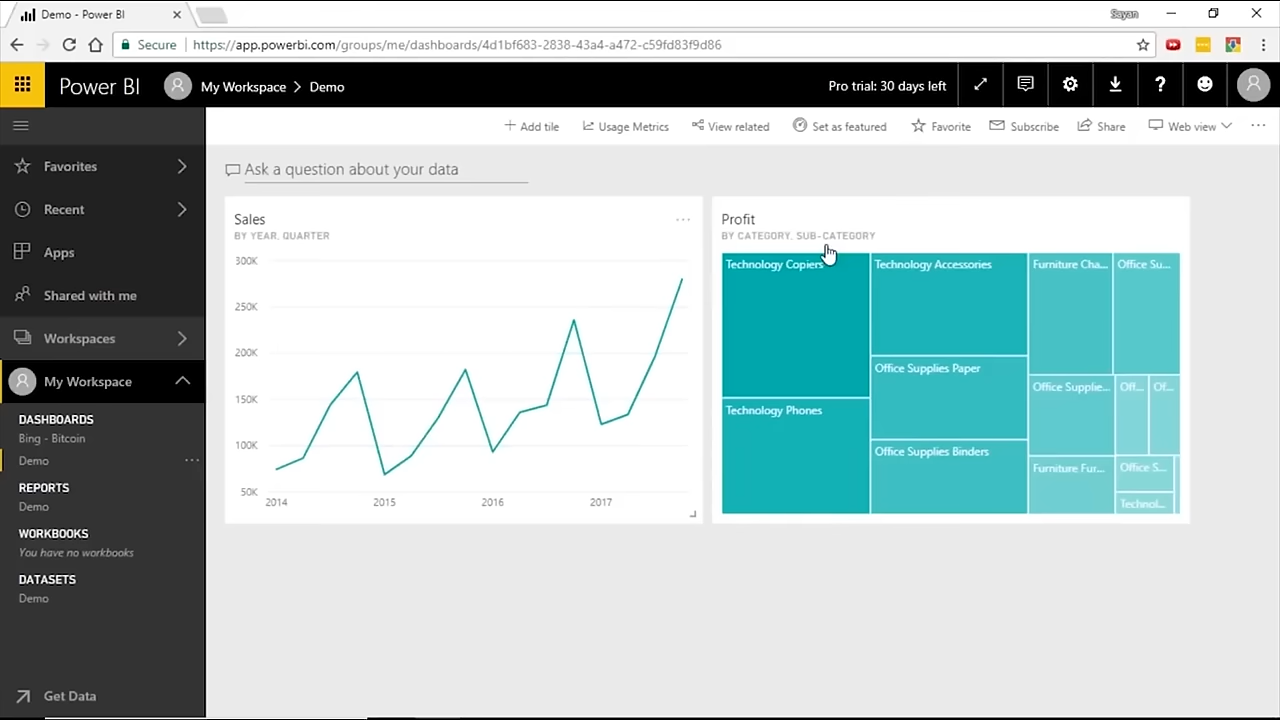 Demo - Power BI
Sayan
Secure https://app.powerbi.com/groups/me/dashboards/4d1bf683-2838-43a4-a472-c59fd83f9d86
Power BI My Workspace > Demo Pro trial: 30 days left
Add tile Usage Metrics View related Set as featured Favorite Subscribe Share Web view
Favorites
Recent
Apps
Shared with me
Workspaces
My Workspace
DASHBOARDS
Bing - Bitcoin
Demo
REPORTS
Demo
WORKBOOKS
You have no workbooks
DATASETS
Demo
Get Data
Ask a question about your data
Sales
BY YEAR, QUARTER
300K
250K
200K
150K
100K
50K
2014 2015 2016 2017
Profit
BY CATEGORY, SUB-CATEGORY
Technology Copiers
Technology Phones
Technology Accessories
Office Supplies Paper
Office Supplies Binders
Furniture Cha...
Office Su...
Office Supplie...
Off...
Of...
Furniture Fur...
Office S...
Technol...